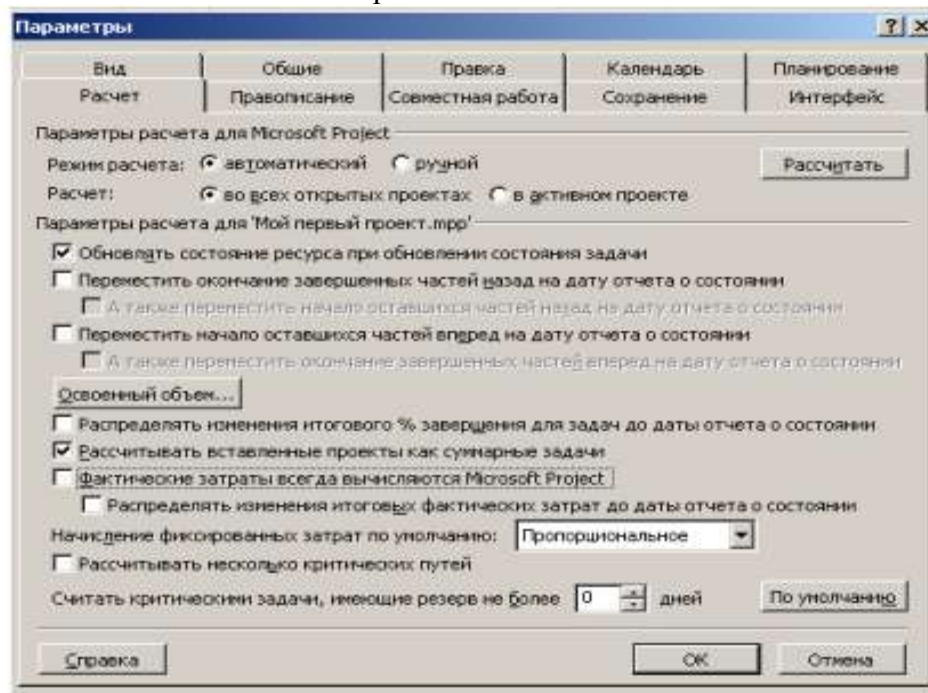 Параметры
Вид Общие Правка Календарь Планирование
Расчет Правописание Совместная работа Сохранение Интерфейс
Параметры расчета для Microsoft Project
Режим расчета: автоматический ручной Рассчитать
Расчет: во всех открытых проектах в активном проекте
Параметры расчета для 'Мой первый проект.mpp'
Обновлять состояние ресурса при обновлении состояния задачи
Переместить окончание завершенных частей назад на дату отчета о состоянии
А также переместить начало оставшихся частей назад на дату отчета о состоянии
Переместить начало оставшихся частей вперед на дату отчета о состоянии
А также переместить окончание завершенных частей вперед на дату отчета о состоянии
Освоенный объем...
Распределять изменения итогового % завершения для задач до даты отчета о состоянии
Рассчитывать вставленные проекты как суммарные задачи
Фактические затраты всегда вычисляются Microsoft Project
Распределять изменения итоговых фактических затрат до даты отчета о состоянии
Начисление фиксированных затрат по умолчанию: Пропорциональное
Рассчитывать несколько критических путей
Считать критическими задачи, имеющие резерв не более 0 дней По умолчанию
Справка OK Отмена